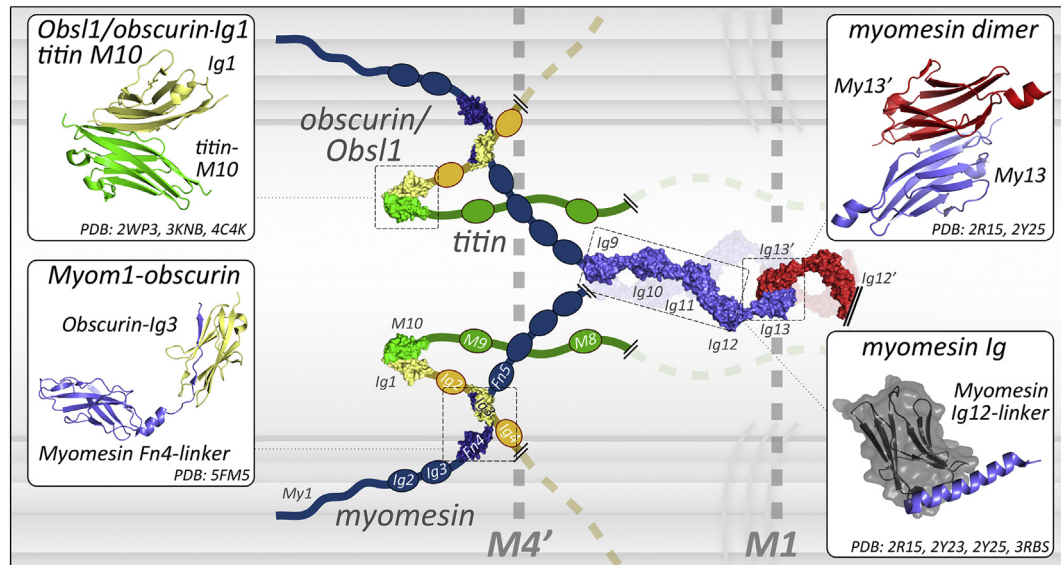 Obsl1/obscurin-Ig1
titin M10
Ig1
titin-
M10
PDB: 2WP3, 3KNB, 4C4K
Myom1-obscurin
Obscurin-Ig3
Myomesin Fn4-linker
PDB: 5FM5
obscurin/
Obsl1
titin
M10
M9
M8
Ig1
Ig2
Ig3
Fn5
Fn4
Ig4
Ig2
Ig3
My1
myomesin
Ig9
Ig10
Ig11
Ig12
Ig13'
Ig13
Ig12'
M4'
M1
myomesin dimer
My13'
My13
PDB: 2R15, 2Y25
myomesin Ig
Myomesin
Ig12-linker
PDB: 2R15, 2Y23, 2Y25, 3RBS